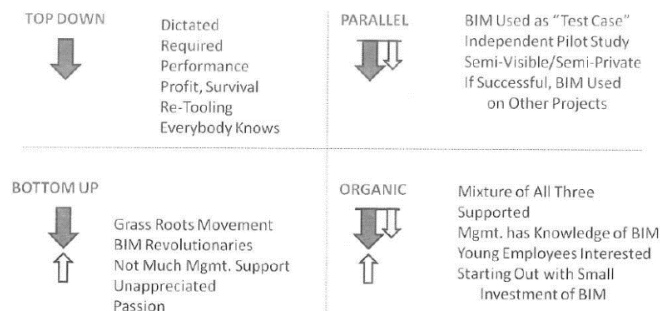 TOP DOWN
Dictated
Required
Performance
Profit, Survival
Re-Tooling
Everybody Knows
PARALLEL
BIM Used as “Test Case”
Independent Pilot Study
Semi-Visible/Semi-Private
If Successful, BIM Used
on Other Projects
BOTTOM UP
Grass Roots Movement
BIM Revolutionaries
Not Much Mgmt. Support
Unappreciated
Passion
ORGANIC
Mixture of All Three
Supported
Mgmt. has Knowledge of BIM
Young Employees Interested
Starting Out with Small
Investment of BIM